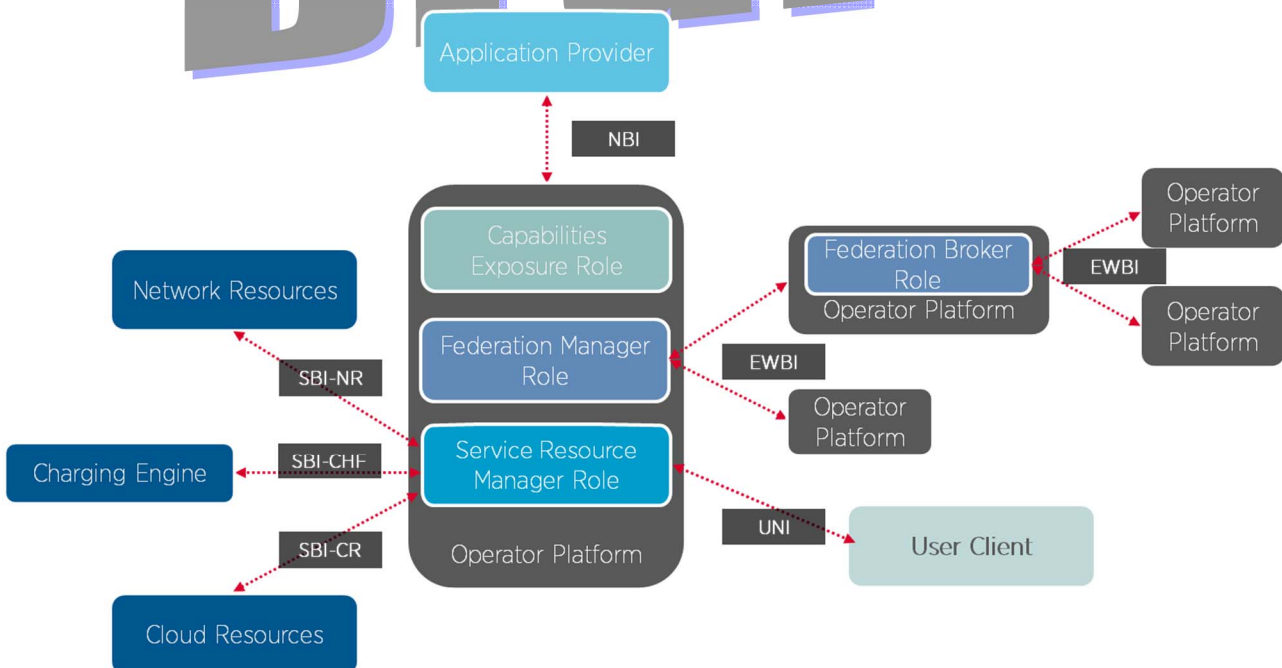 Application Provider
NBI
Capabilities
Exposure Role
Federation Manager
Role
Service Resource
Manager Role
Operator Platform
Network Resources
SBI-NR
Charging Engine
SBI-CHF
SBI-CR
Cloud Resources
EWBI
Federation Broker
Role
Operator Platform
Operator
Platform
EWBI
Operator
Platform
Operator
Platform
UNI
User Client